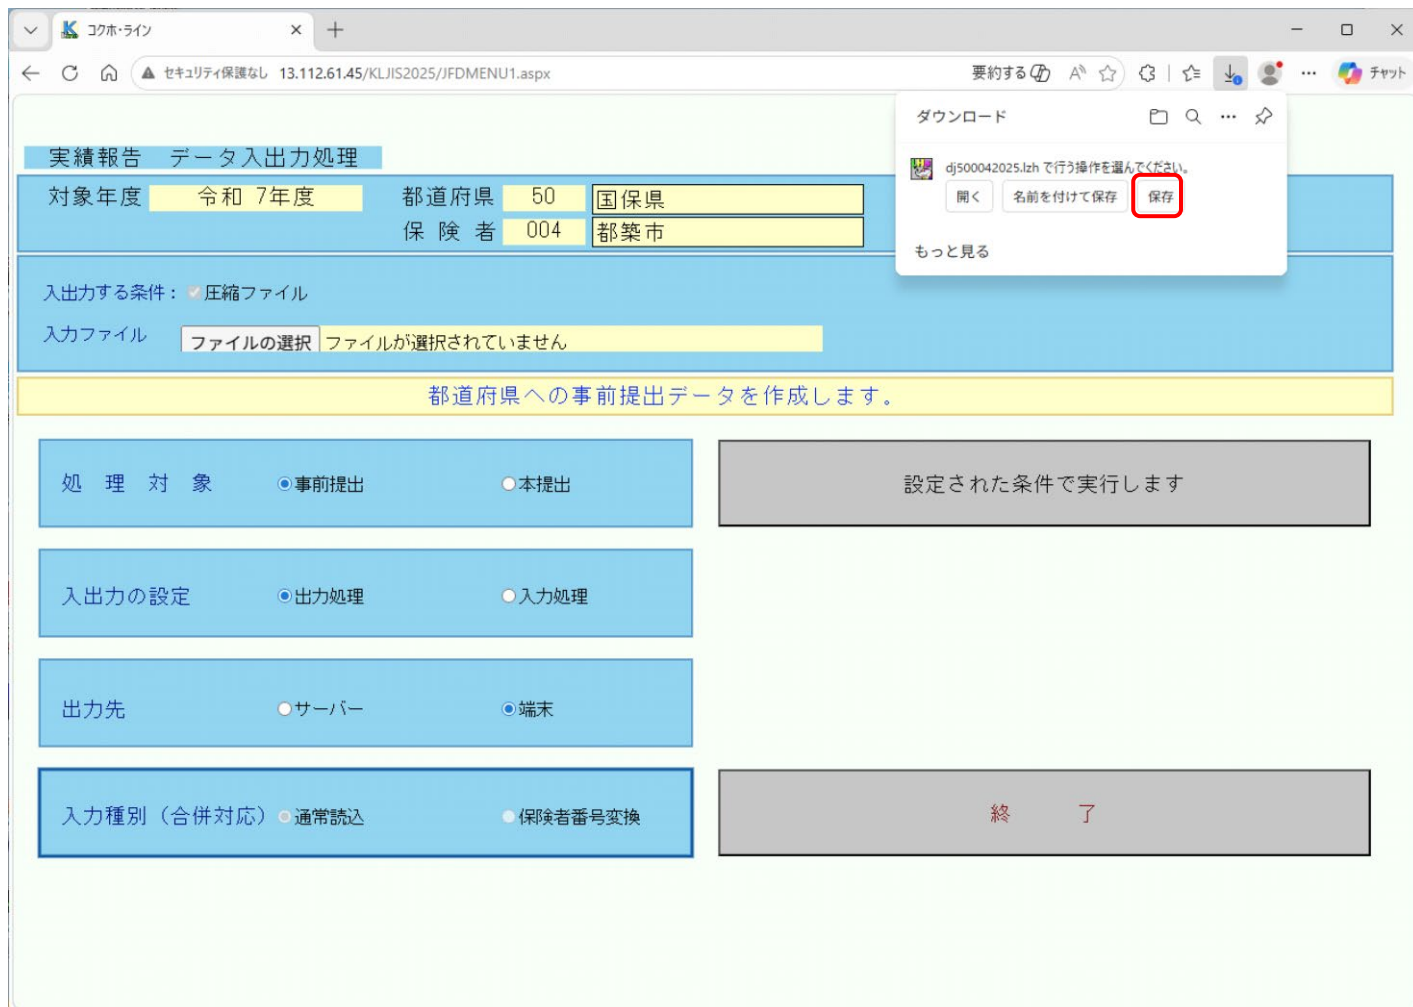 コクホ・ライン
セキュリティ保護なし 13.112.61.45/KLJIS2025/JFDMENU1.aspx 要約する チャット
ダウンロード
dj500042025.lzh で行う操作を選んでください。
開く 名前を付けて保存 保存
もっと見る
実績報告 データ入出力処理
対象年度 令和 7年度 都道府県 50 国保県
保険者 004 都築市
入出力する条件: 圧縮ファイル
入力ファイル ファイルの選択 ファイルが選択されていません
都道府県への事前提出データを作成します。
処理対象 事前提出 本提出
設定された条件で実行します
入出力の設定 出力処理 入力処理
出力先 サーバー 端末
入力種別(合併対応) 通常読込 保険者番号変換
終了